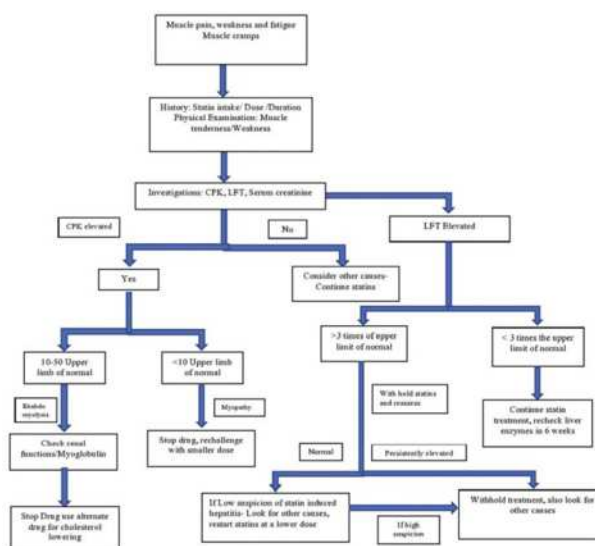 Muscle pain, weakness and fatigue
Muscle cramps
History: Statin intake/ Dose /Duration
Physical Examination: Muscle
tenderness/Weakness
Investigations: CPK, LFT, Serum creatinine
CPK elevated
No
LFT Elevated
Yes
Consider other causes-
Continue statins
10-50 Upper
limb of normal
<10 Upper limb
of normal
>3 times of upper
limit of normal
< 3 times the upper
limit of normal
Rhabdo
myolysis
Myopathy
With hold statins
and reassess
Check renal
functions/Myoglobulin
Stop drug, rechallenge
with smaller dose
Continue statin
treatment, recheck liver
enzymes in 6 weeks
Normal
Persistently elevated
Stop Drug use alternate
drug for cholesterol
lowering
If Low suspicion of statin induced
hepatitis- Look for other causes,
restart statins at a lower dose
If high
suspicion
Withhold treatment, also look for
other causes